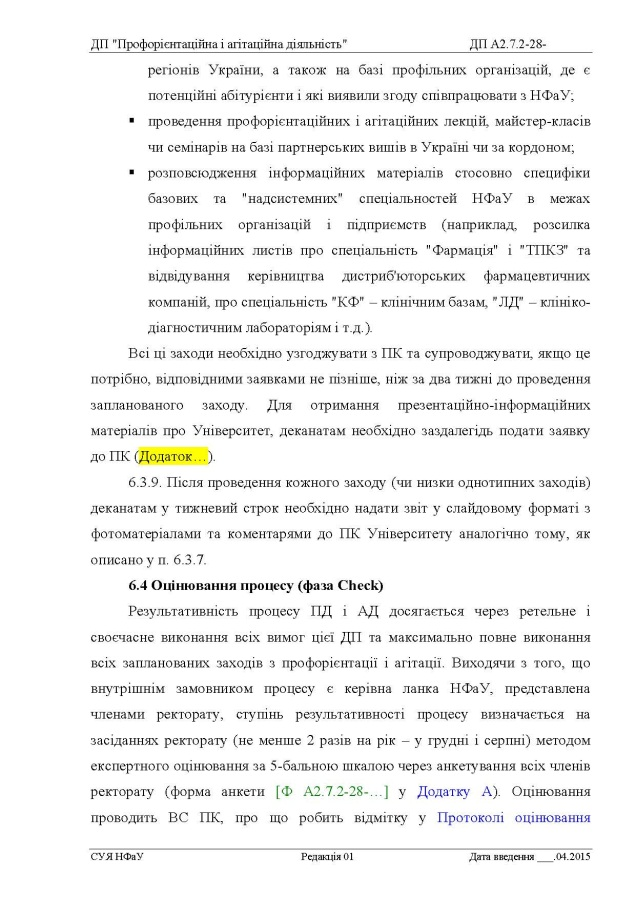 ДП "Профорієнтаційна і агітаційна діяльність" ДП А2.7.2-28-
регіонів України, а також на базі профільних організацій, де є
потенційні абітурієнти і які виявили згоду співпрацювати з НФаУ;
▪ проведення профорієнтаційних і агітаційних лекцій, майстер-класів
чи семінарів на базі партнерських вишів в Україні чи за кордоном;
▪ розповсюдження інформаційних матеріалів стосовно специфіки
базових та "надсистемних" спеціальностей НФаУ в межах
профільних організацій і підприємств (наприклад, розсилка
інформаційних листів про спеціальність "Фармація" і "ТПКЗ" та
відвідування керівництва дистриб'юторських фармацевтичних
компаній, про спеціальність "КФ" – клінічним базам, "ЛД" – клініко-
діагностичним лабораторіям і т.д.).
Всі ці заходи необхідно узгоджувати з ПК та супроводжувати, якщо це
потрібно, відповідними заявками не пізніше, ніж за два тижні до проведення
запланованого заходу. Для отримання презентаційно-інформаційних
матеріалів про Університет, деканатам необхідно заздалегідь подати заявку
до ПК (Додаток…).
6.3.9. Після проведення кожного заходу (чи низки однотипних заходів)
деканатам у тижневий строк необхідно надати звіт у слайдовому форматі з
фотоматеріалами та коментарями до ПК Університету аналогічно тому, як
описано у п. 6.3.7.
6.4 Оцінювання процесу (фаза Check)
Результативність процесу ПД і АД досягається через ретельне і
своєчасне виконання всіх вимог цієї ДП та максимально повне виконання
всіх запланованих заходів з профорієнтації і агітації. Виходячи з того, що
внутрішнім замовником процесу є керівна ланка НФаУ, представлена
членами ректорату, ступінь результативності процесу визначається на
засіданнях ректорату (не менше 2 разів на рік – у грудні і серпні) методом
експертного оцінювання за 5-бальною шкалою через анкетування всіх членів
ректорату (форма анкети [Ф А2.7.2-28-…] у Додатку А). Оцінювання
проводить ВС ПК, про що робить відмітку у Протоколі оцінювання
СУЯ НФаУ Редакція 01 Дата введення ___.04.2015